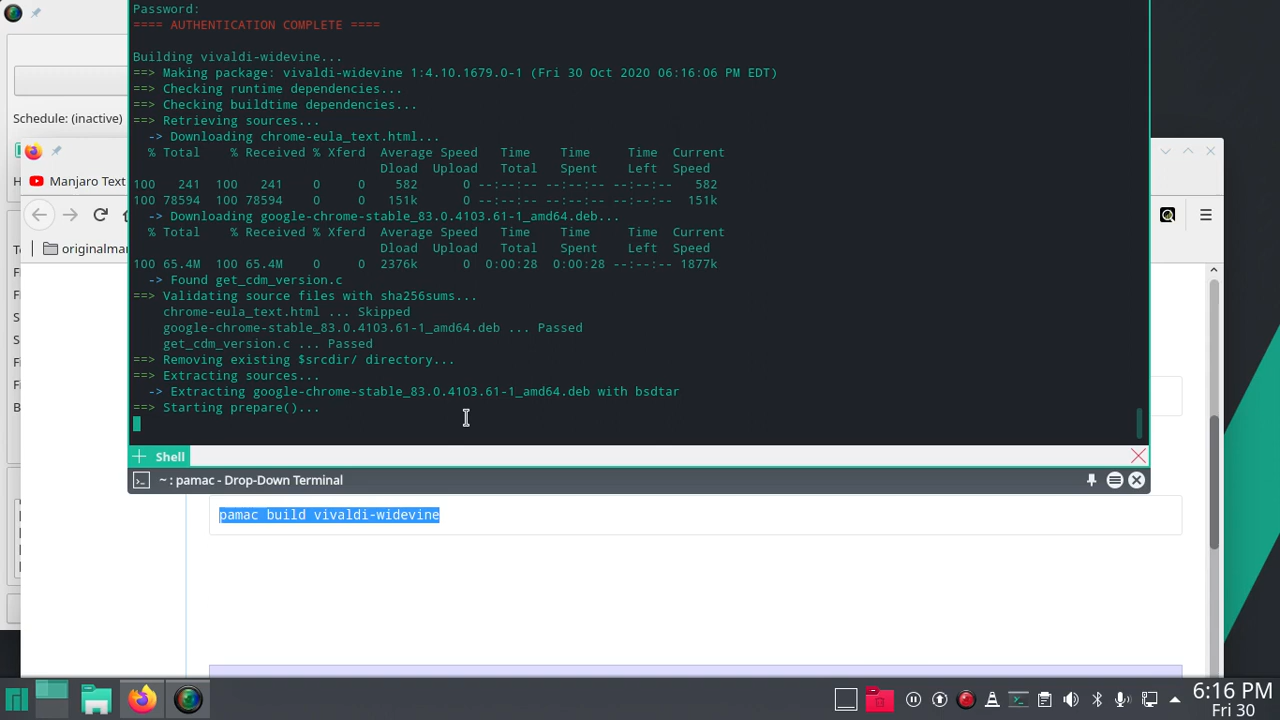 Password:
==== AUTHENTICATION COMPLETE ====
Building vivaldi-widevine...
==> Making package: vivaldi-widevine 1:4.10.1679.0-1 (Fri 30 Oct 2020 06:16:06 PM EDT)
==> Checking runtime dependencies...
==> Checking buildtime dependencies...
==> Retrieving sources...
-> Downloading chrome-eula_text.html...
% Total % Received % Xferd Average Speed Time Time Time Current
Dload Upload Total Spent Left Speed
100 241 100 241 0 0 582 0 --:--:-- --:--:-- --:--:-- 582
100 78594 100 78594 0 0 151k 0 --:--:-- --:--:-- --:--:-- 151k
-> Downloading google-chrome-stable_83.0.4103.61-1_amd64.deb...
% Total % Received % Xferd Average Speed Time Time Time Current
Dload Upload Total Spent Left Speed
100 65.4M 100 65.4M 0 0 2376k 0 0:00:28 0:00:28 --:--:-- 1877k
-> Found get_cdm_version.c
==> Validating source files with sha256sums...
chrome-eula_text.html ... Skipped
google-chrome-stable_83.0.4103.61-1_amd64.deb ... Passed
get_cdm_version.c ... Passed
==> Removing existing $srcdir/ directory...
==> Extracting sources...
-> Extracting google-chrome-stable_83.0.4103.61-1_amd64.deb with bsdtar
==> Starting prepare()...
Shell
~ : pamac - Drop-Down Terminal
Schedule: (inactive)
Manjaro Text
originalmar
pamac build vivaldi-widevine
6:16 PM
Fri 30